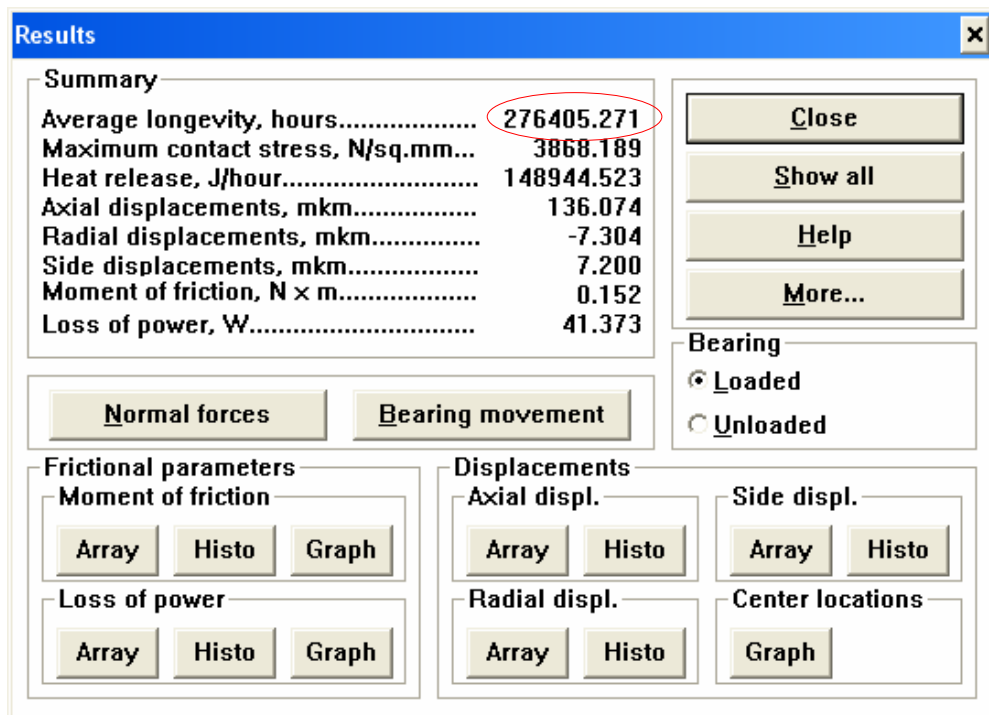 Results
Summary
Average longevity, hours................... 276405.271
Maximum contact stress, N/sq.mm... 3868.189
Heat release, J/hour.......................... 148944.523
Axial displacements, mkm................. 136.074
Radial displacements, mkm............... -7.304
Side displacements, mkm.................. 7.200
Moment of friction, N × m................... 0.152
Loss of power, W............................... 41.373
Close
Show all
Help
More...
Bearing
Loaded
Unloaded
Normal forces Bearing movement
Frictional parameters
Moment of friction
Array Histo Graph
Loss of power
Array Histo Graph
Displacements
Axial displ.
Array Histo
Side displ.
Array Histo
Radial displ.
Array Histo
Center locations
Graph